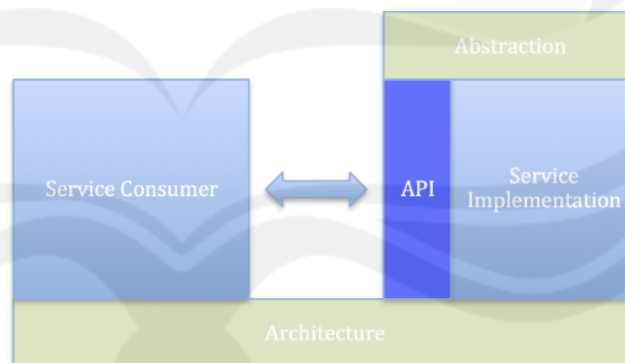 Abstraction
Service Consumer
API
Service
Implementation
Architecture